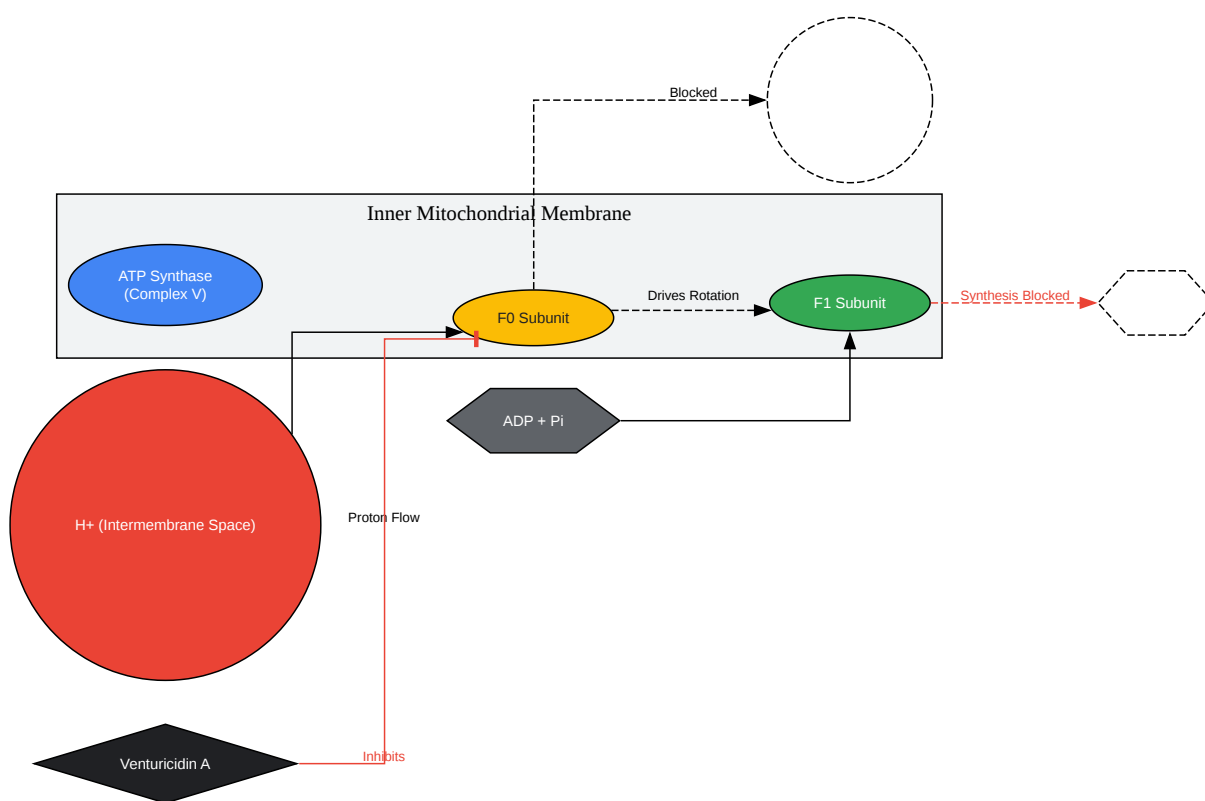 Blocked
Inner Mitochondrial Membrane
ATP Synthase
(Complex V)
F0 Subunit
Drives Rotation
F1 Subunit
Synthesis Blocked
ADP + Pi
H+ (Intermembrane Space)
Proton Flow
Venturicidin A
Inhibits